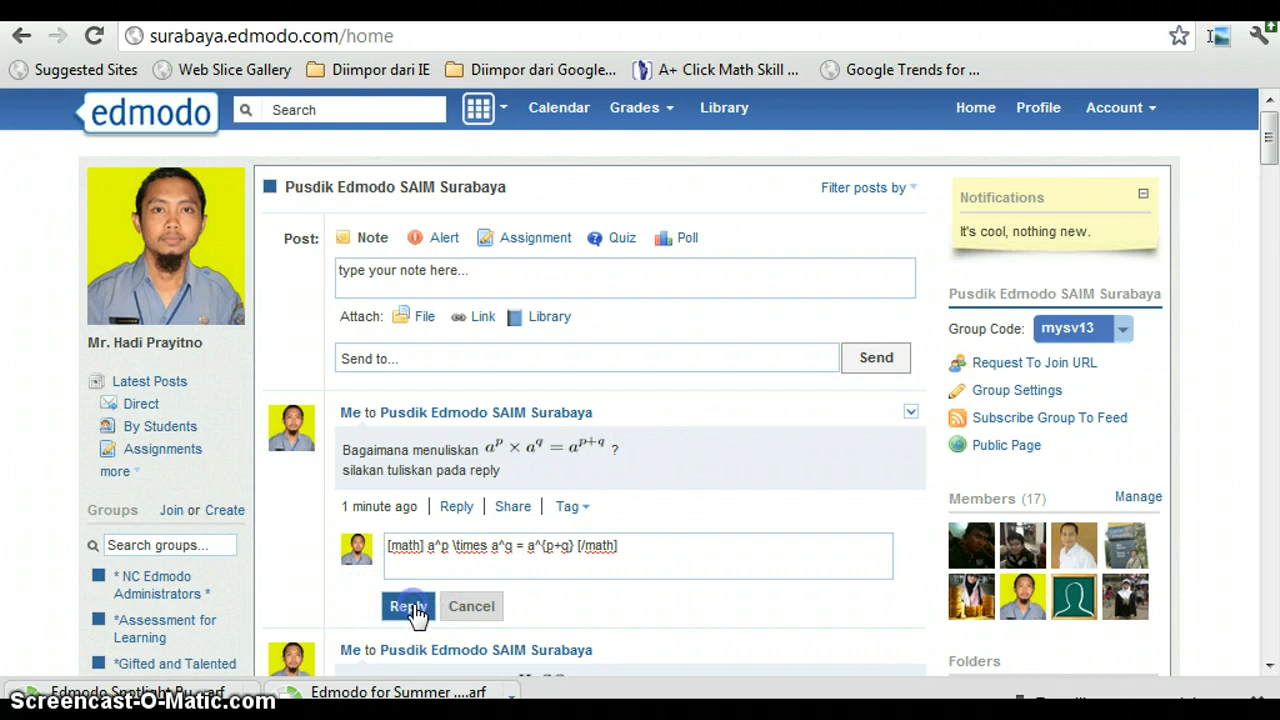 surabaya.edmodo.com/home
Suggested Sites Web Slice Gallery Diimpor dari IE Diimpor dari Google... A+ Click Math Skill ... Google Trends for ...
edmodo Search Calendar Grades Library Home Profile Account
Pusdik Edmodo SAIM Surabaya Filter posts by
Post: Note Alert Assignment Quiz Poll
type your note here...
Attach: File Link Library
Send to... Send
Mr. Hadi Prayitno
Latest Posts
Direct
By Students
Assignments
more
Groups Join or Create
Search groups...
* NC Edmodo
Administrators *
*Assessment for
Learning
*Gifted and Talented
Me to Pusdik Edmodo SAIM Surabaya
Bagaimana menuliskan a^p × a^q = a^{p+q} ?
silakan tuliskan pada reply
1 minute ago Reply Share Tag
[math] a^p \times a^q = a^{p+q} [/math]
Reply Cancel
Me to Pusdik Edmodo SAIM Surabaya
Notifications
It's cool, nothing new.
Pusdik Edmodo SAIM Surabaya
Group Code: mysv13
Request To Join URL
Group Settings
Subscribe Group To Feed
Public Page
Members (17) Manage
Folders
Edmodo Spotlight Pu....arf Edmodo for Summer ....arf
Screencast-O-Matic.com